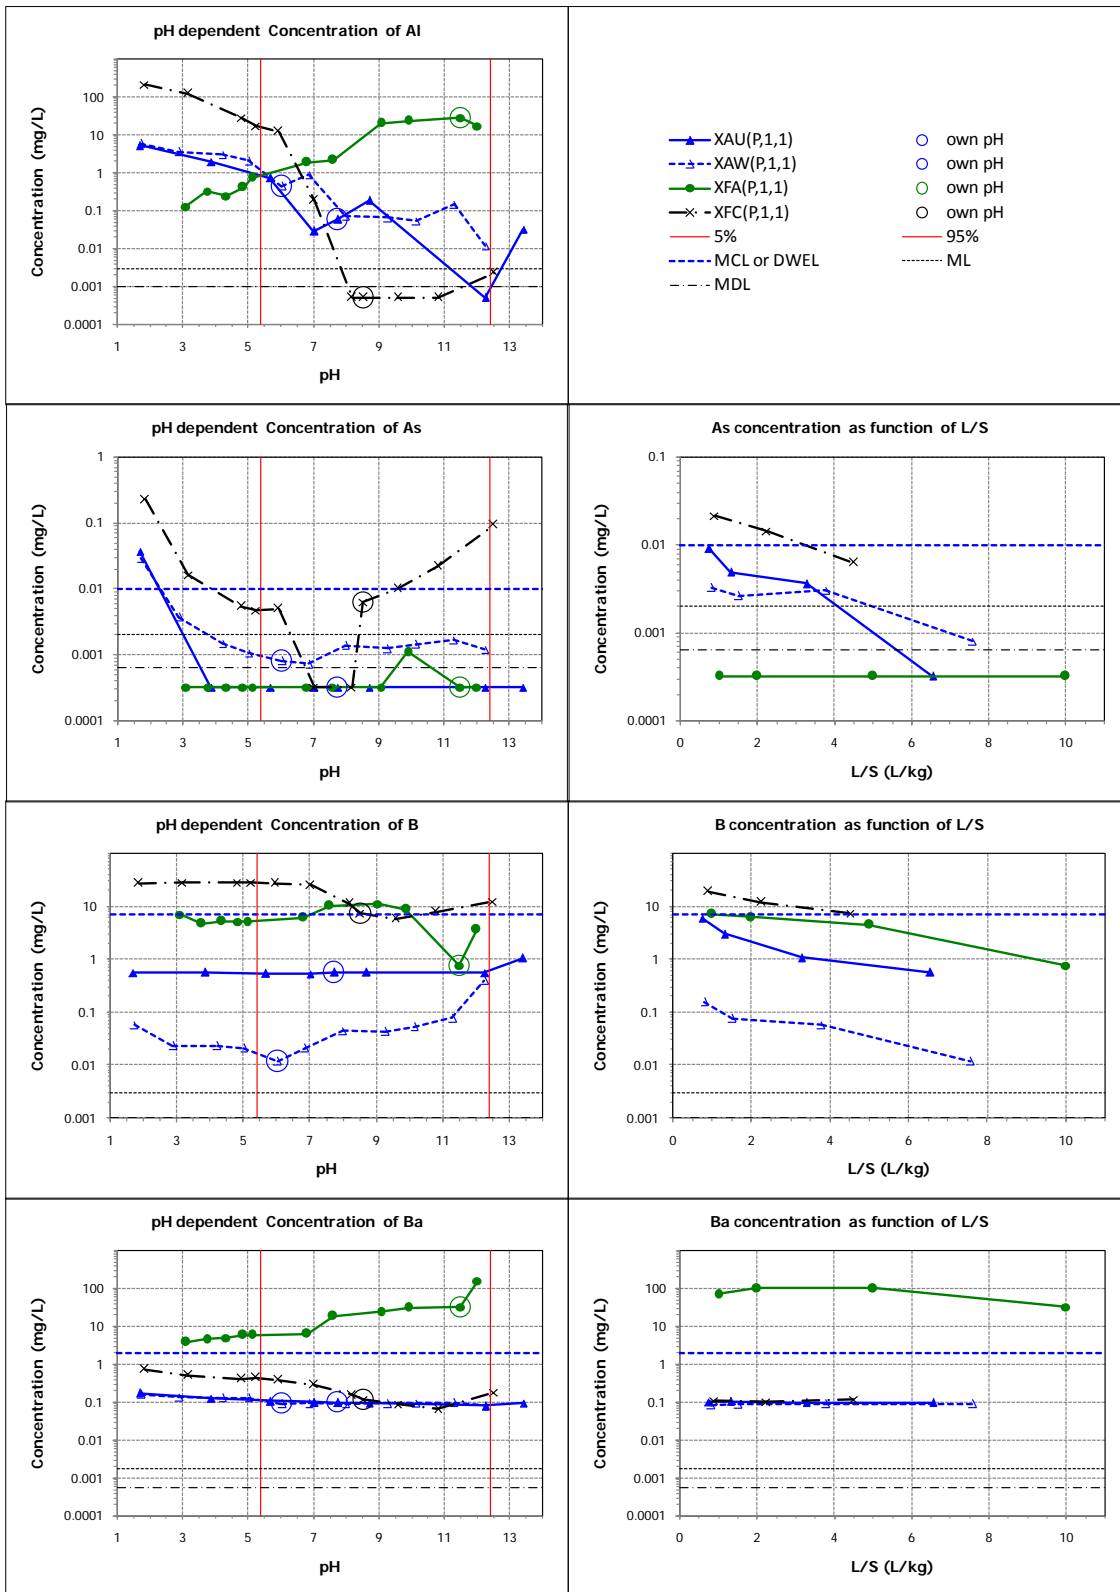 pH dependent Concentration of Al
Concentration (mg/L)
100
10
1
0.1
0.01
0.001
0.0001
1 3 5 7 9 11 13
pH
XAU(P,1,1) own pH
XAW(P,1,1) own pH
XFA(P,1,1) own pH
XFC(P,1,1) own pH
5% 95%
MCL or DWEL ML
MDL
pH dependent Concentration of As
Concentration (mg/L)
1
0.1
0.01
0.001
0.0001
1 3 5 7 9 11 13
pH
As concentration as function of L/S
Concentration (mg/L)
0.1
0.01
0.001
0.0001
0 2 4 6 8 10
L/S (L/kg)
pH dependent Concentration of B
Concentration (mg/L)
10
1
0.1
0.01
0.001
1 3 5 7 9 11 13
pH
B concentration as function of L/S
Concentration (mg/L)
10
1
0.1
0.01
0.001
0 2 4 6 8 10
L/S (L/kg)
pH dependent Concentration of Ba
Concentration (mg/L)
100
10
1
0.1
0.01
0.001
0.0001
1 3 5 7 9 11 13
pH
Ba concentration as function of L/S
Concentration (mg/L)
100
10
1
0.1
0.01
0.001
0.0001
0 2 4 6 8 10
L/S (L/kg)